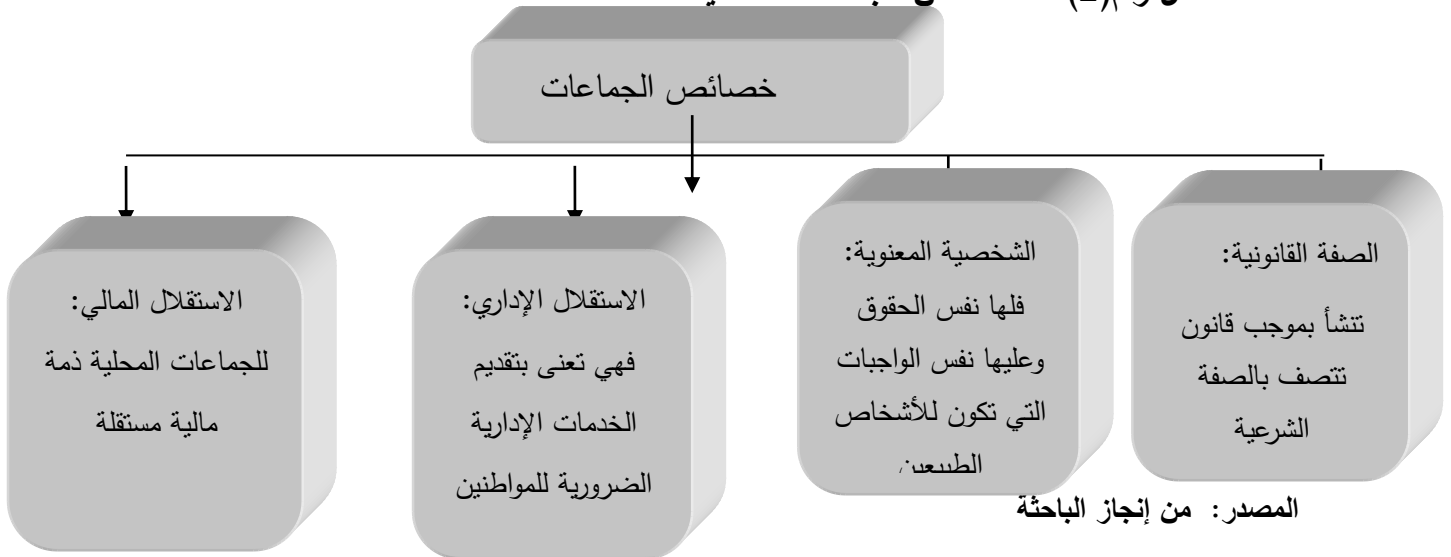 خصائص الجماعات
الصفة القانونية:
تنشأ بموجب قانون
تتصف بالصفة
الشرعية
الشخصية المعنوية:
فلها نفس الحقوق
وعليها نفس الواجبات
التي تكون للأشخاص
الطبيعين
الاستقلال الإداري:
فهي تعنى بتقديم
الخدمات الإدارية
الضرورية للمواطنين
الاستقلال المالي:
للجماعات المحلية ذمة
مالية مستقلة
المصدر: من إنجاز الباحثة